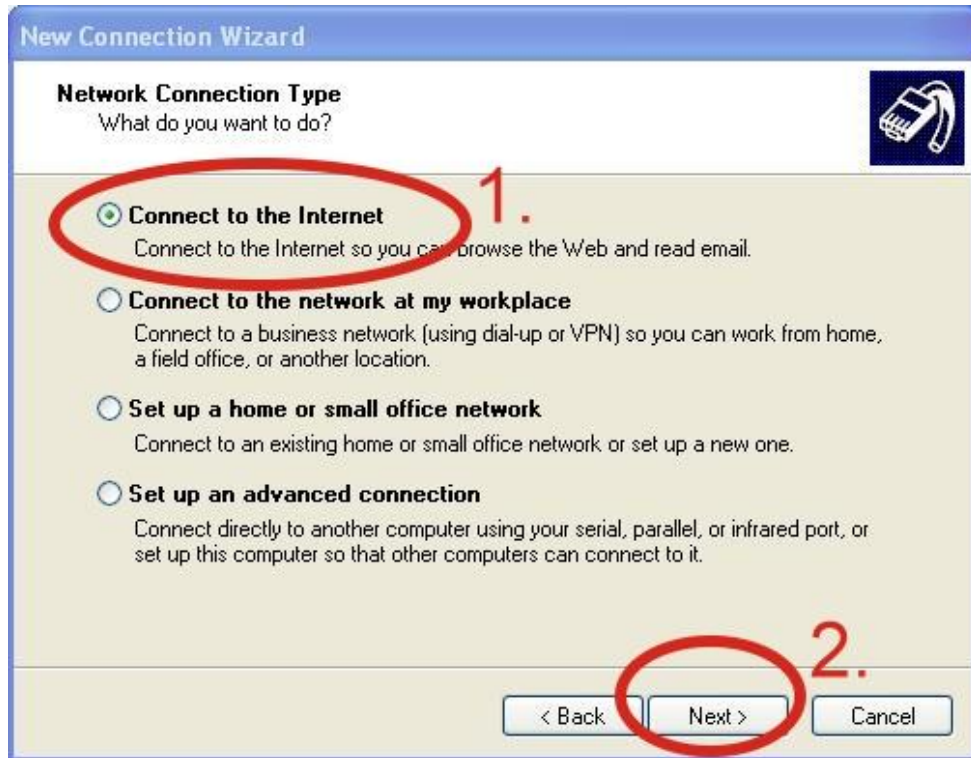 New Connection Wizard
Network Connection Type
What do you want to do?
1.
Connect to the Internet
Connect to the Internet so you can browse the Web and read email.
Connect to the network at my workplace
Connect to a business network (using dial-up or VPN) so you can work from home,
a field office, or another location.
Set up a home or small office network
Connect to an existing home or small office network or set up a new one.
Set up an advanced connection
Connect directly to another computer using your serial, parallel, or infrared port, or
set up this computer so that other computers can connect to it.
2.
< Back Next > Cancel